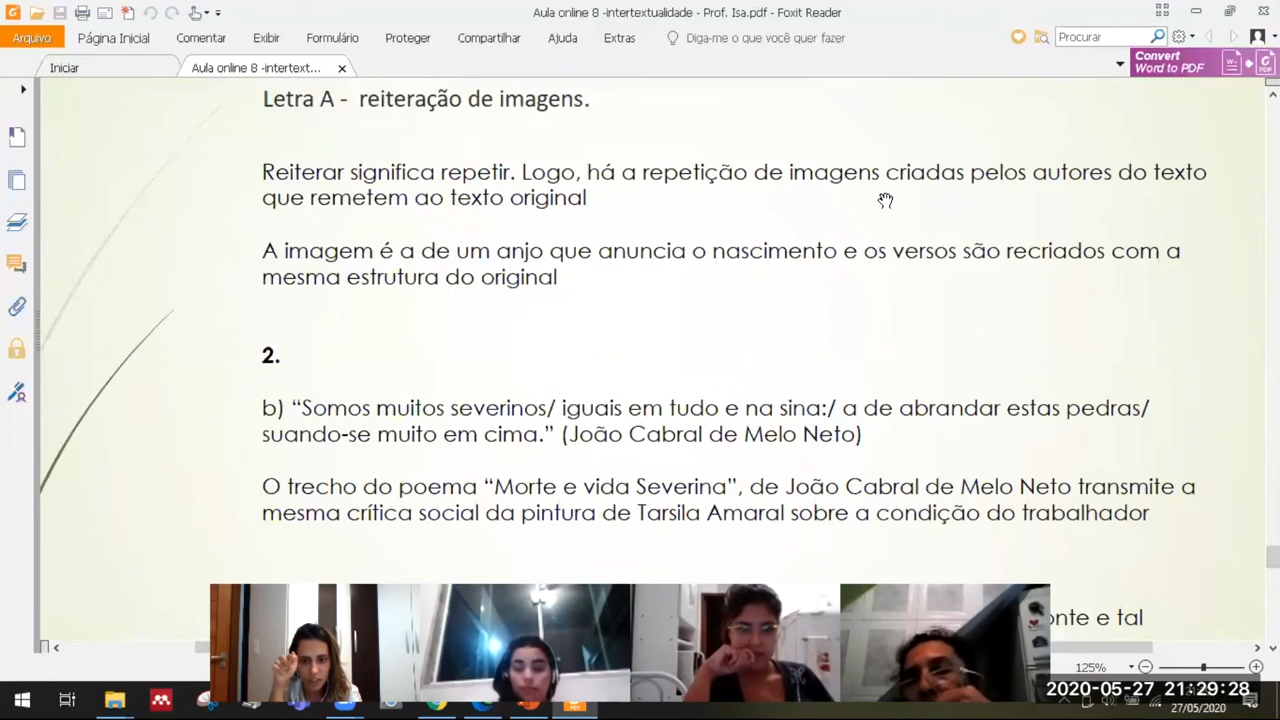 Aula online 8 -intertextualidade - Prof. Isa.pdf - Foxit Reader
Arquivo Página Inicial Comentar Exibir Formulário Proteger Compartilhar Ajuda Extras Diga-me o que você quer fazer Procurar
Convert
Word to PDF
Iniciar Aula online 8 -intertext...
Letra A - reiteração de imagens.
Reiterar significa repetir. Logo, há a repetição de imagens criadas pelos autores do texto
que remetem ao texto original
A imagem é a de um anjo que anuncia o nascimento e os versos são recriados com a
mesma estrutura do original
2.
b) “Somos muitos severinos/ iguais em tudo e na sina:/ a de abrandar estas pedras/
suando-se muito em cima.” (João Cabral de Melo Neto)
O trecho do poema “Morte e vida Severina”, de João Cabral de Melo Neto transmite a
mesma crítica social da pintura de Tarsila Amaral sobre a condição do trabalhador
onte e tal
125%
2020-05-27 21:29:28
27/05/2020